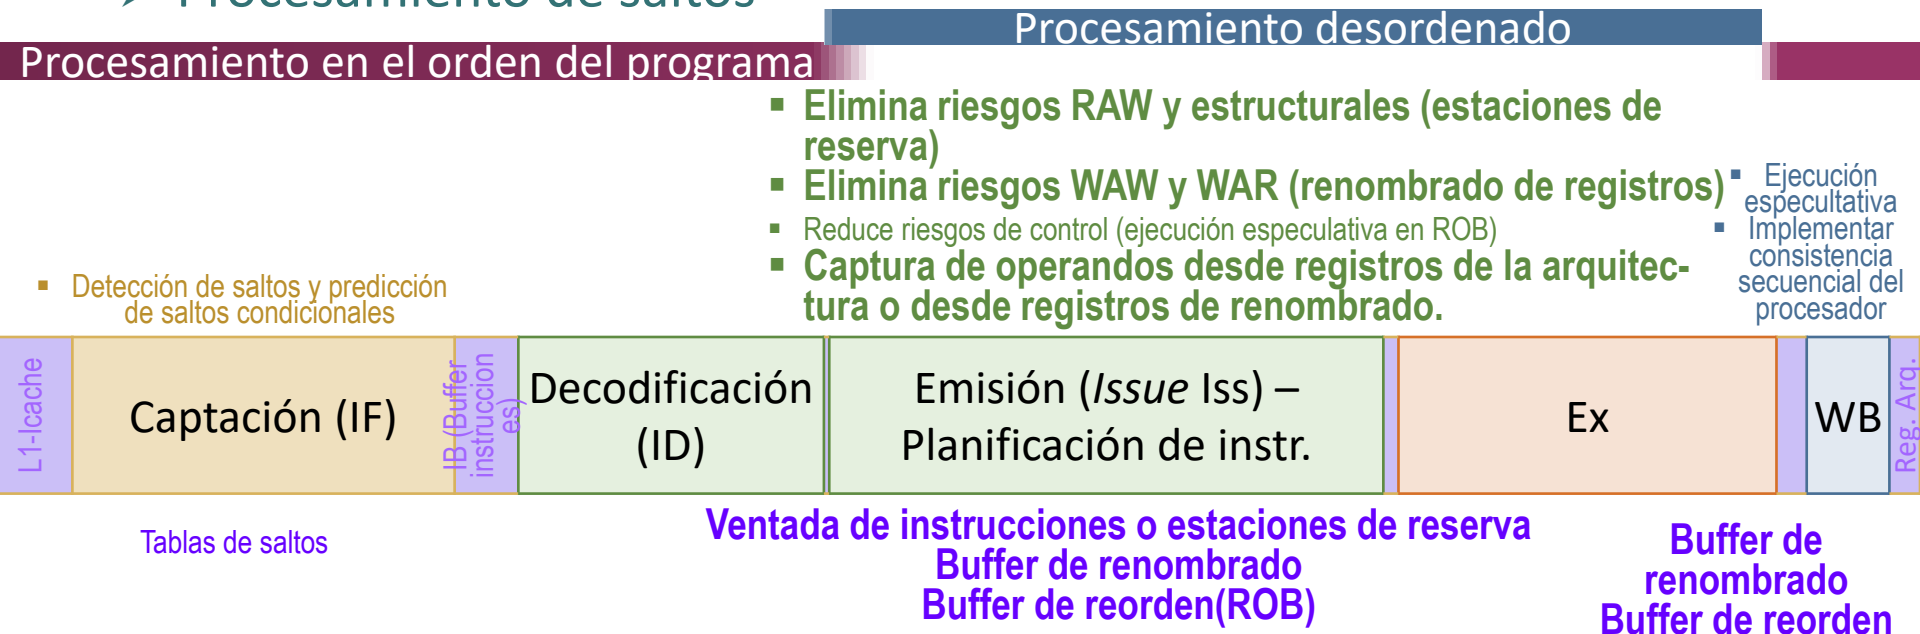 ➢ Procesamiento de saltos
Procesamiento desordenado
Procesamiento en el orden del programa
▪ Elimina riesgos RAW y estructurales (estaciones de
reserva)
▪ Elimina riesgos WAW y WAR (renombrado de registros)
▪ Reduce riesgos de control (ejecución especulativa en ROB)
▪ Captura de operandos desde registros de la arquitec-
tura o desde registros de renombrado.
▪ Ejecución
especultativa
▪ Implementar
consistencia
secuencial del
procesador
▪ Detección de saltos y predicción
de saltos condicionales
L1-Icache
Captación (IF)
IB (Buffer
instruccion
es)
Decodificación
(ID)
Emisión (Issue Iss) –
Planificación de instr.
Ex
WB
Reg. Arq.
Tablas de saltos
Ventada de instrucciones o estaciones de reserva
Buffer de renombrado
Buffer de reorden(ROB)
Buffer de
renombrado
Buffer de reorden